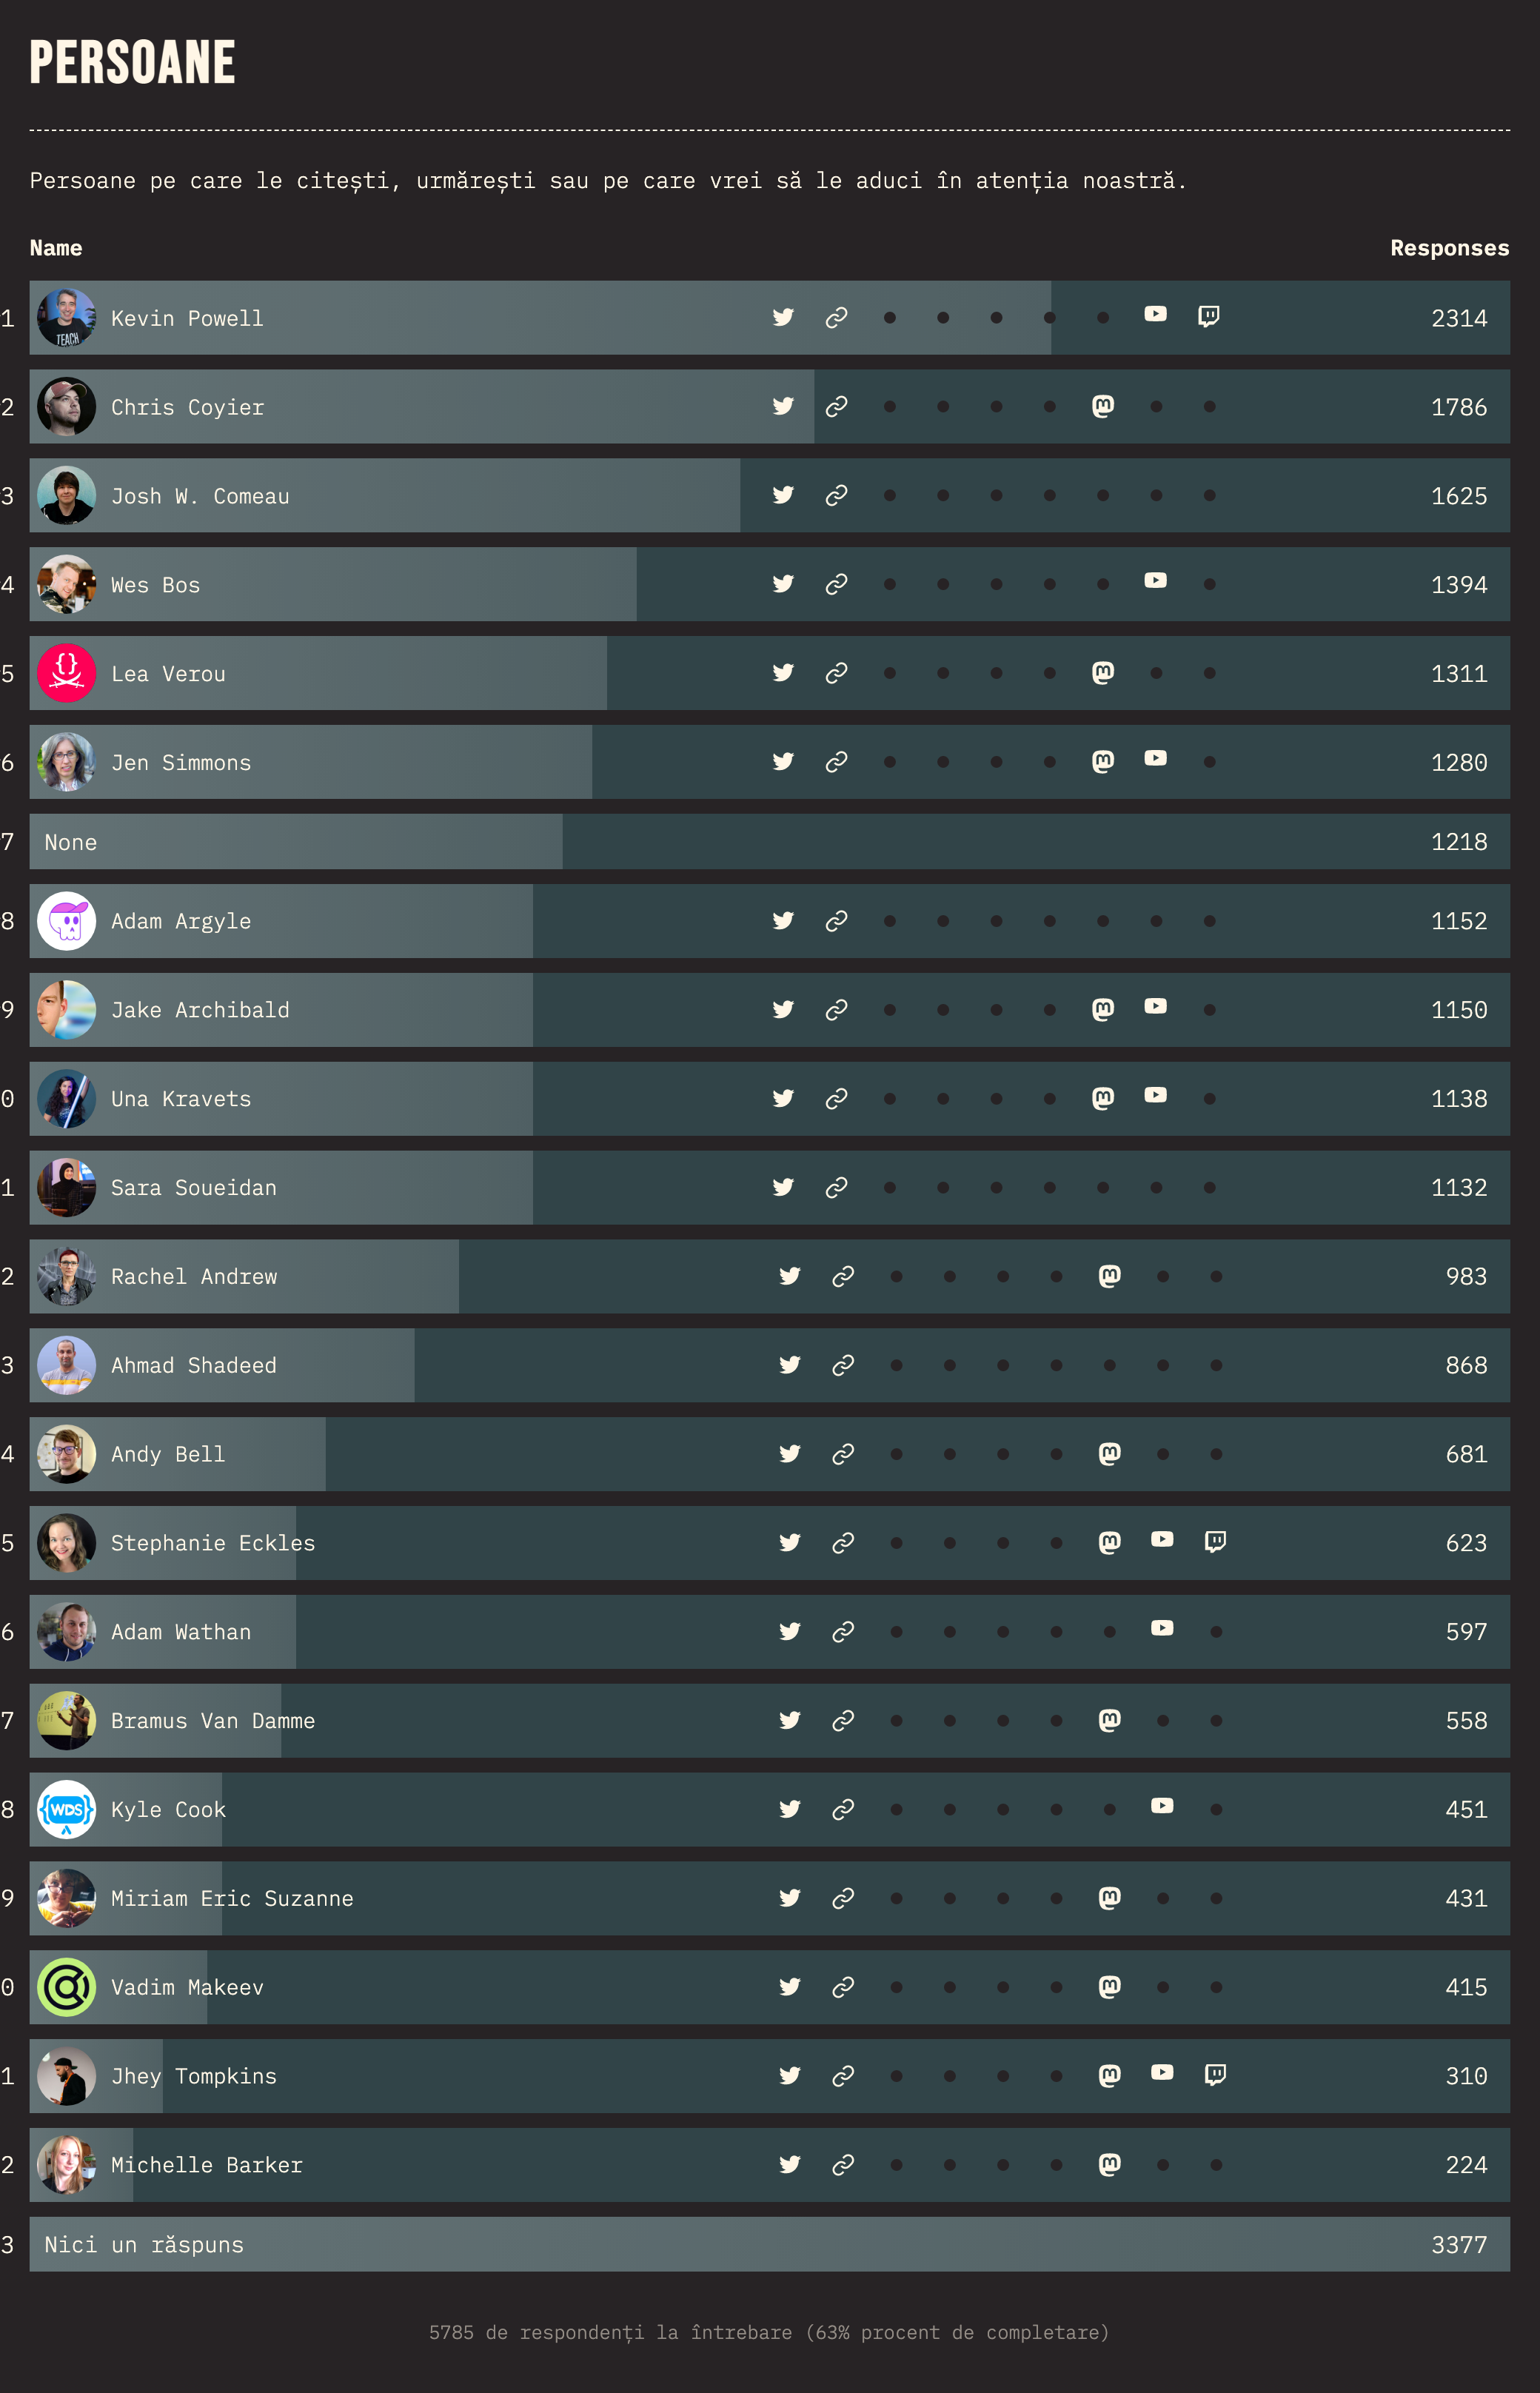 PERSOANE
Persoane pe care le citești, urmărești sau pe care vrei să le aduci în atenția noastră.
Name Responses
1 Kevin Powell 2314
2 Chris Coyier 1786
3 Josh W. Comeau 1625
4 Wes Bos 1394
5 Lea Verou 1311
6 Jen Simmons 1280
7 None 1218
8 Adam Argyle 1152
9 Jake Archibald 1150
0 Una Kravets 1138
1 Sara Soueidan 1132
2 Rachel Andrew 983
3 Ahmad Shadeed 868
4 Andy Bell 681
5 Stephanie Eckles 623
6 Adam Wathan 597
7 Bramus Van Damme 558
8 WDS Kyle Cook 451
9 Miriam Eric Suzanne 431
0 Vadim Makeev 415
1 Jhey Tompkins 310
2 Michelle Barker 224
3 Nici un răspuns 3377
5785 de respondenți la întrebare (63% procent de completare)